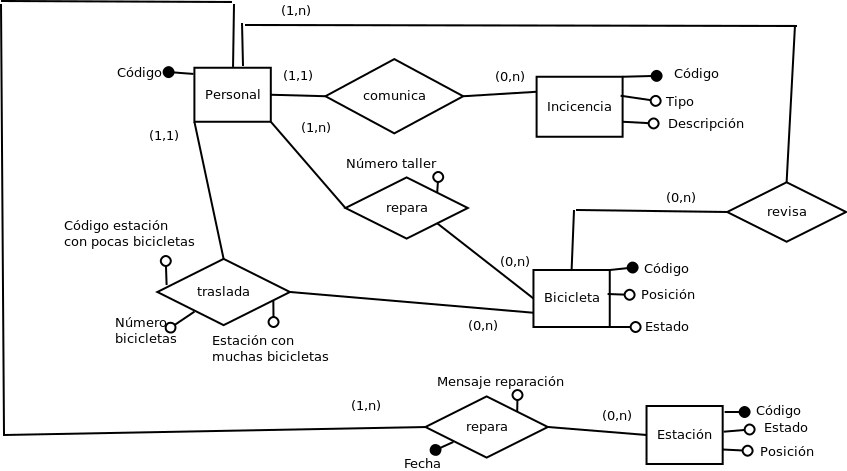 (1,n)
Código
Personal
(1,1)
comunica
(0,n)
Código
Incicencia
Tipo
Descripción
(1,1)
(1,n)
Número taller
repara
(0,n)
revisa
Código estación
con pocas bicicletas
traslada
(0,n)
Bicicleta
Código
Posición
Estado
Número
bicicletas
Estación con
muchas bicicletas
(0,n)
Mensaje reparación
(1,n)
repara
(0,n)
Fecha
Estación
Código
Estado
Posición